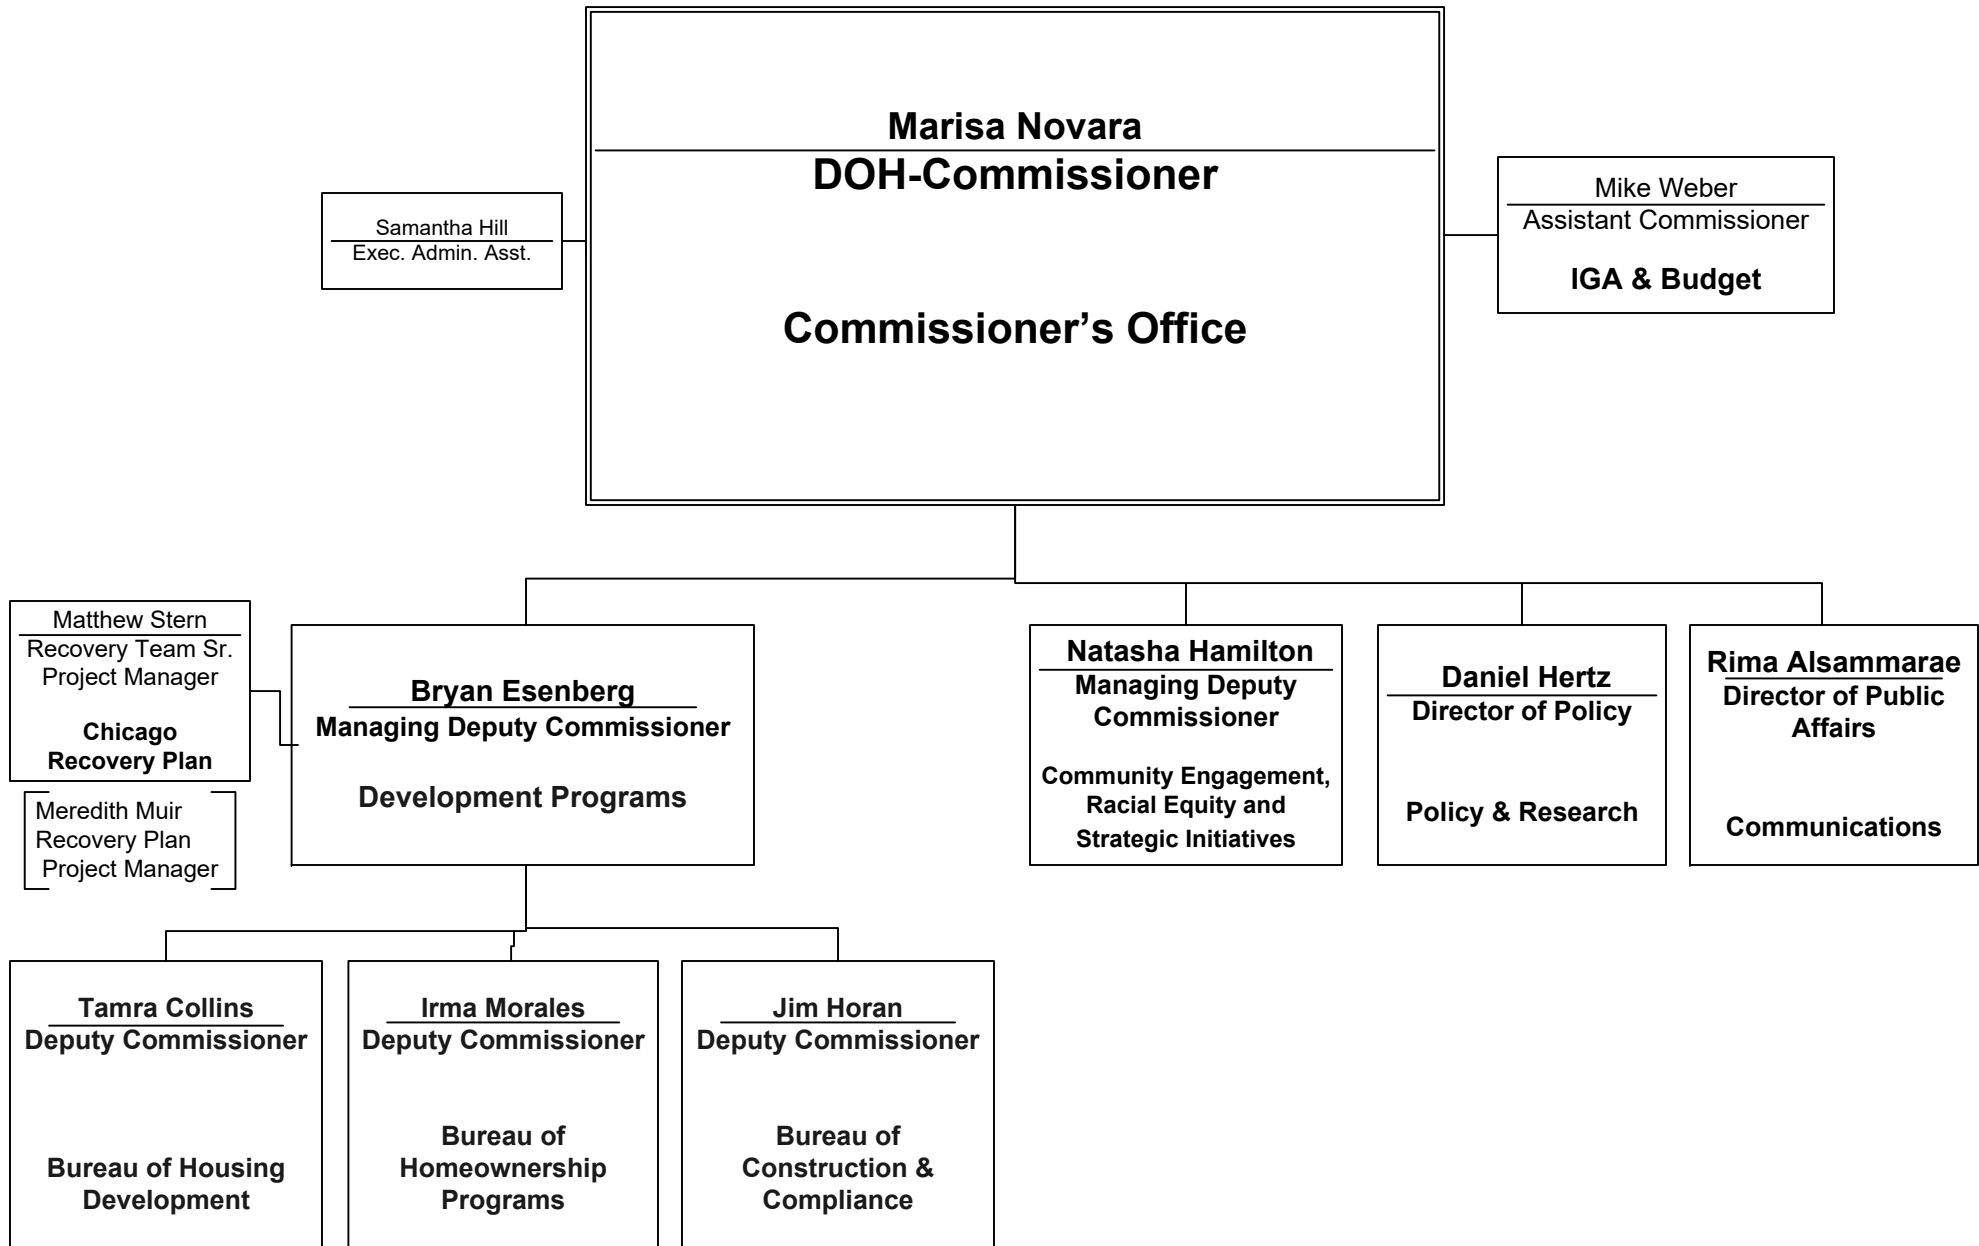 Marisa Novara
DOH-Commissioner
Commissioner’s Office
Samantha Hill
Exec. Admin. Asst.
Mike Weber
Assistant Commissioner
IGA & Budget
Matthew Stern
Recovery Team Sr.
Project Manager
Chicago
Recovery Plan
Meredith Muir
Recovery Plan
Project Manager
Bryan Esenberg
Managing Deputy Commissioner
Development Programs
Natasha Hamilton
Managing Deputy
Commissioner
Community Engagement,
Racial Equity and
Strategic Initiatives
Daniel Hertz
Director of Policy
Policy & Research
Rima Alsammarae
Director of Public
Affairs
Communications
Tamra Collins
Deputy Commissioner
Bureau of Housing
Development
Irma Morales
Deputy Commissioner
Bureau of
Homeownership
Programs
Jim Horan
Deputy Commissioner
Bureau of
Construction &
Compliance